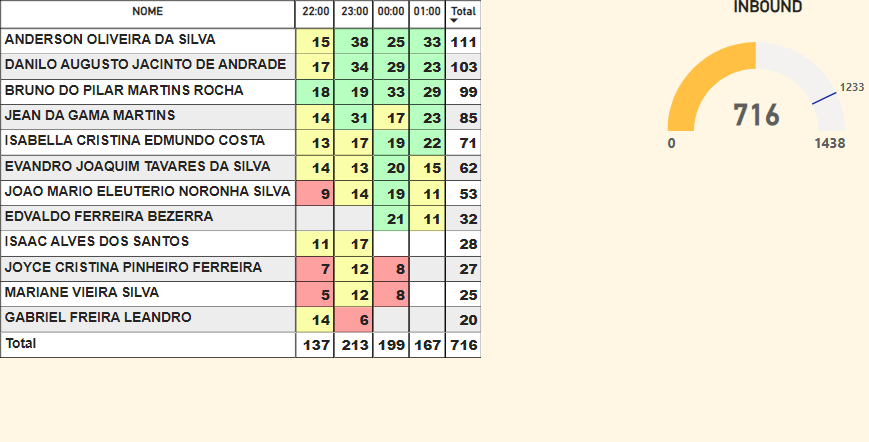 NOME 22:00 23:00 00:00 01:00 Total
ANDERSON OLIVEIRA DA SILVA 15 38 25 33 111
DANILO AUGUSTO JACINTO DE ANDRADE 17 34 29 23 103
BRUNO DO PILAR MARTINS ROCHA 18 19 33 29 99
JEAN DA GAMA MARTINS 14 31 17 23 85
ISABELLA CRISTINA EDMUNDO COSTA 13 17 19 22 71
EVANDRO JOAQUIM TAVARES DA SILVA 14 13 20 15 62
JOAO MARIO ELEUTERIO NORONHA SILVA 9 14 19 11 53
EDVALDO FERREIRA BEZERRA 21 11 32
ISAAC ALVES DOS SANTOS 11 17 28
JOYCE CRISTINA PINHEIRO FERREIRA 7 12 8 27
MARIANE VIEIRA SILVA 5 12 8 25
GABRIEL FREIRA LEANDRO 14 6 20
Total 137 213 199 167 716
INBOUND
1233
716
0 1438